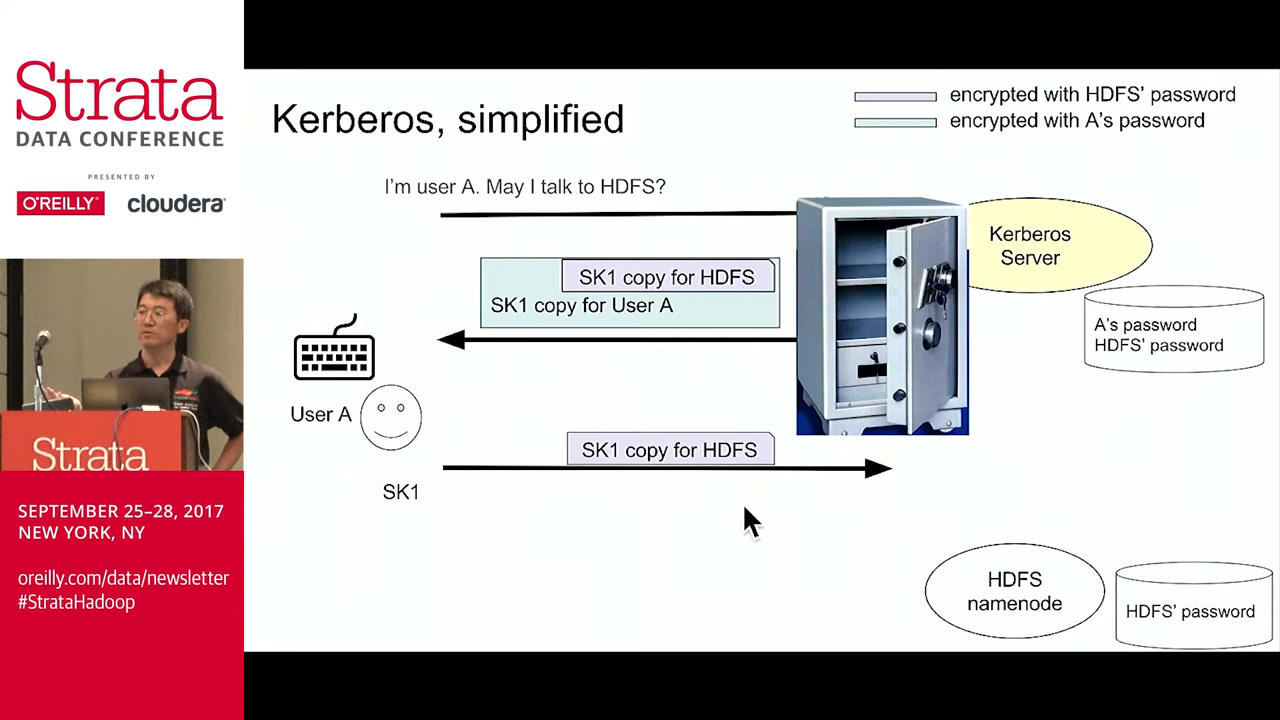 Strata
DATA CONFERENCE
PRESENTED BY
O'REILLY®
cloudera
Strata
SEPTEMBER 25–28, 2017
NEW YORK, NY
oreilly.com/data/newsletter
#StrataHadoop
Kerberos, simplified
encrypted with HDFS' password
encrypted with A's password
I'm user A. May I talk to HDFS?
Kerberos
Server
SK1 copy for HDFS
SK1 copy for User A
A's password
HDFS' password
User A
SK1 copy for HDFS
SK1
HDFS
namenode
HDFS' password